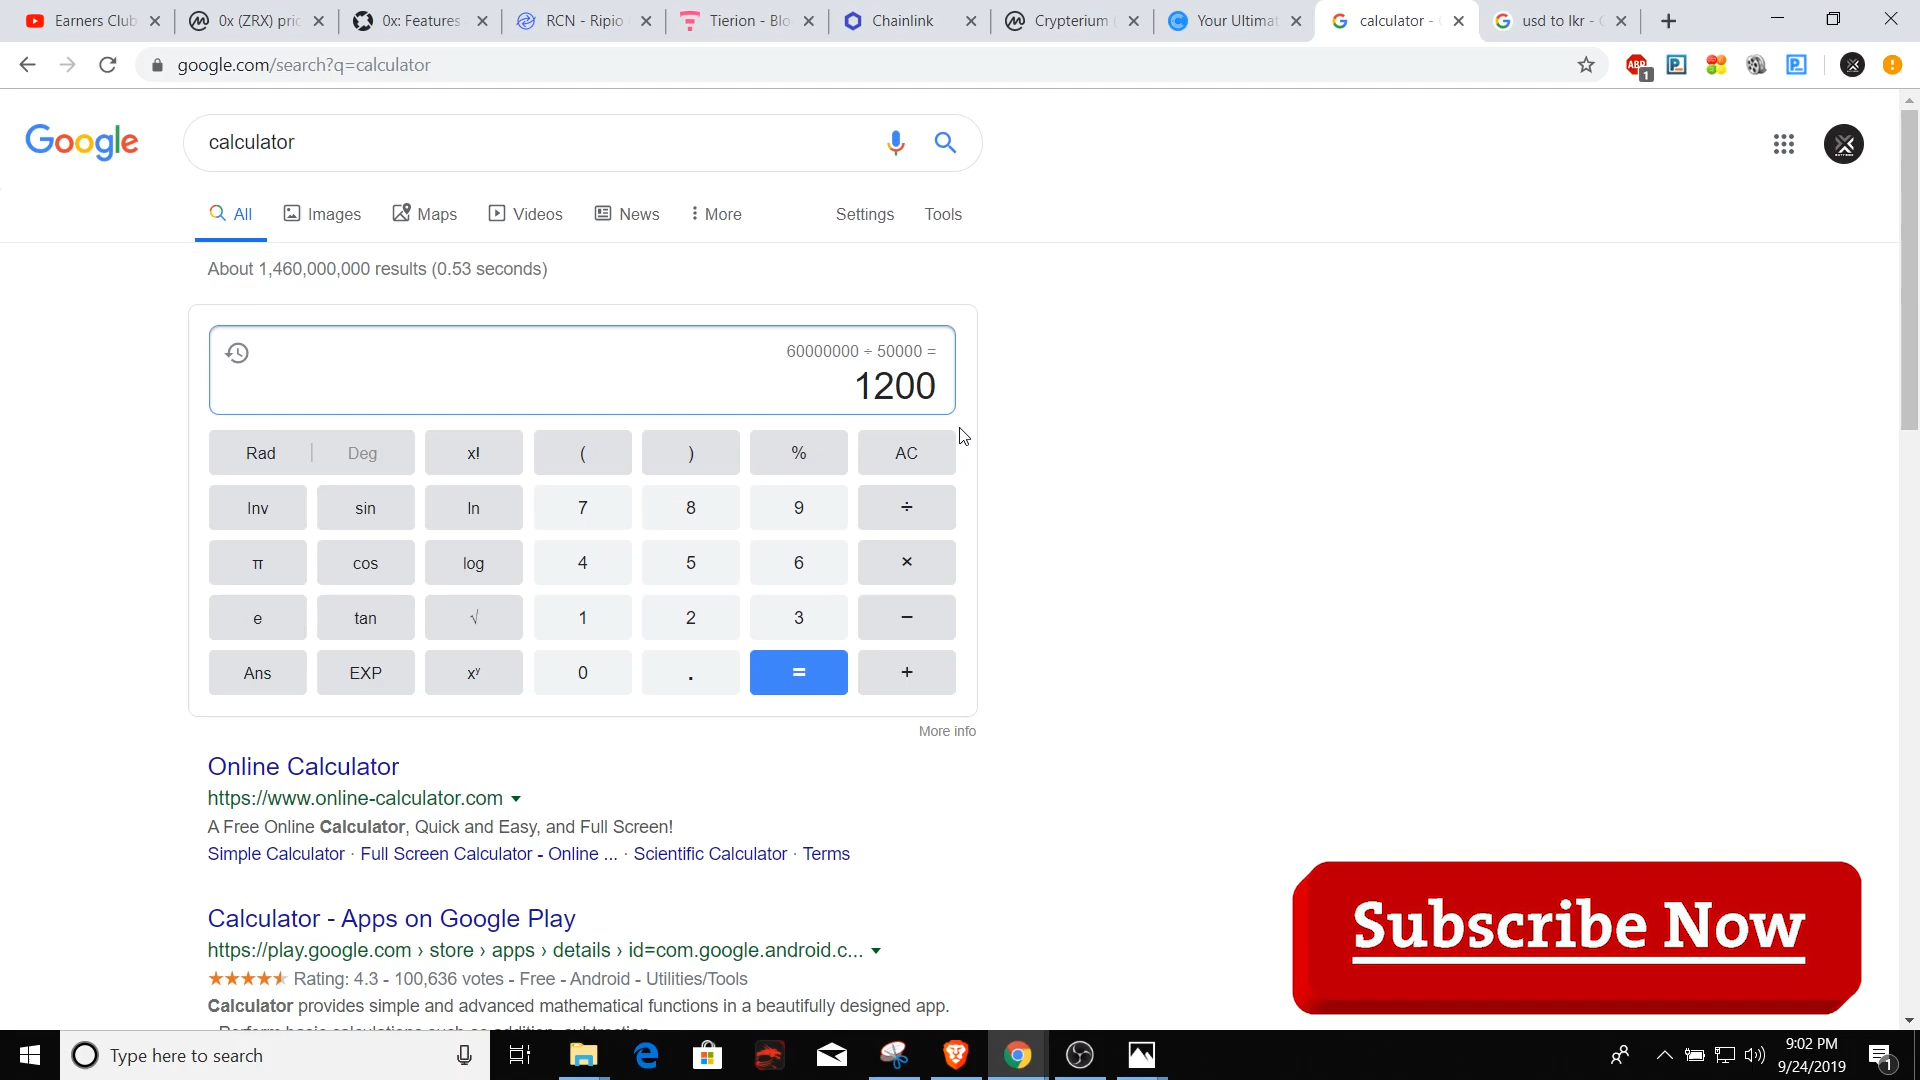 Earners Club
0x (ZRX) pric
0x: Features
RCN - Ripio
Tierion - Blo
Chainlink
Crypterium
Your Ultimat
calculator -
usd to lkr -
google.com/search?q=calculator
ABP
1
Google
calculator
All
Images
Maps
Videos
News
More
Settings
Tools
About 1,460,000,000 results (0.53 seconds)
60000000 ÷ 50000 =
1200
Rad Deg x! ( ) % AC
Inv sin ln 7 8 9 ÷
π cos log 4 5 6 ×
e tan √ 1 2 3 −
Ans EXP xʸ 0 . = +
More info
Online Calculator
https://www.online-calculator.com
A Free Online Calculator, Quick and Easy, and Full Screen!
Simple Calculator · Full Screen Calculator - Online ... · Scientific Calculator · Terms
Calculator - Apps on Google Play
https://play.google.com › store › apps › details › id=com.google.android.c...
Rating: 4.3 - 100,636 votes - Free - Android - Utilities/Tools
Calculator provides simple and advanced mathematical functions in a beautifully designed app.
Subscribe Now
Type here to search
9:02 PM
9/24/2019
1